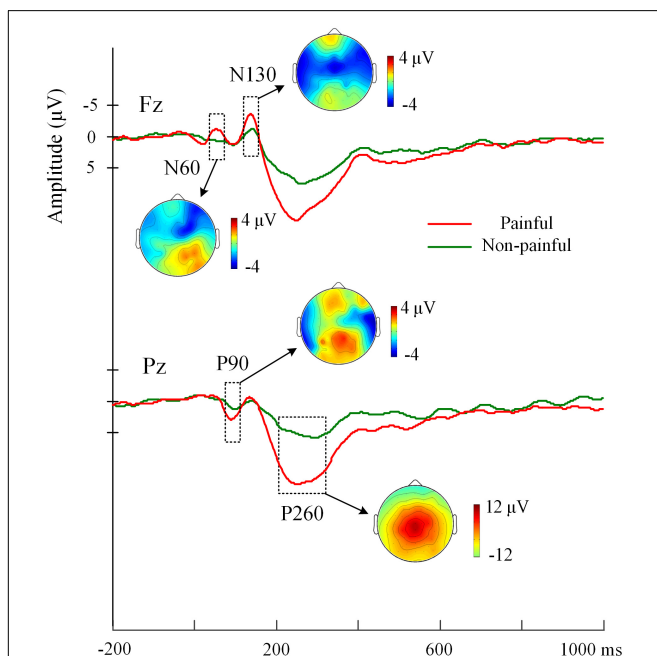 4 µV
-4
N130
-5
Fz
0
5
Amplitude (µV)
N60
4 µV
-4
Painful
Non-painful
4 µV
-4
P90
Pz
P260
12 µV
-12
-200
200
600
1000 ms